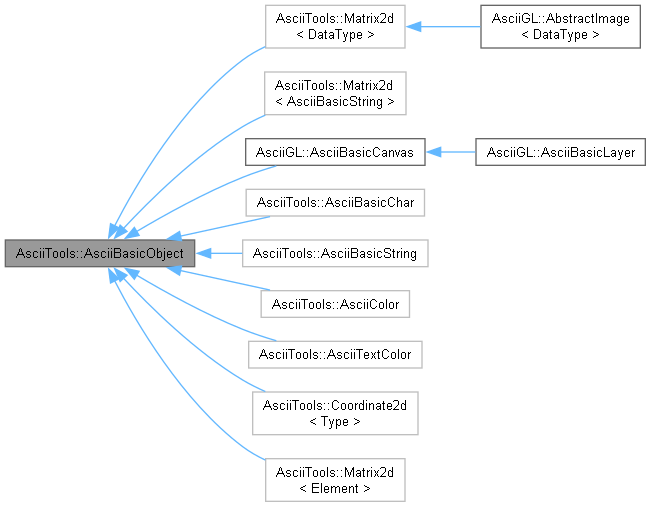 AsciiTools::Matrix2d
< DataType >
AsciiGL::AbstractImage
< DataType >
AsciiTools::Matrix2d
< AsciiBasicString >
AsciiGL::AsciiBasicCanvas
AsciiGL::AsciiBasicLayer
AsciiTools::AsciiBasicChar
AsciiTools::AsciiBasicObject
AsciiTools::AsciiBasicString
AsciiTools::AsciiColor
AsciiTools::AsciiTextColor
AsciiTools::Coordinate2d
< Type >
AsciiTools::Matrix2d
< Element >